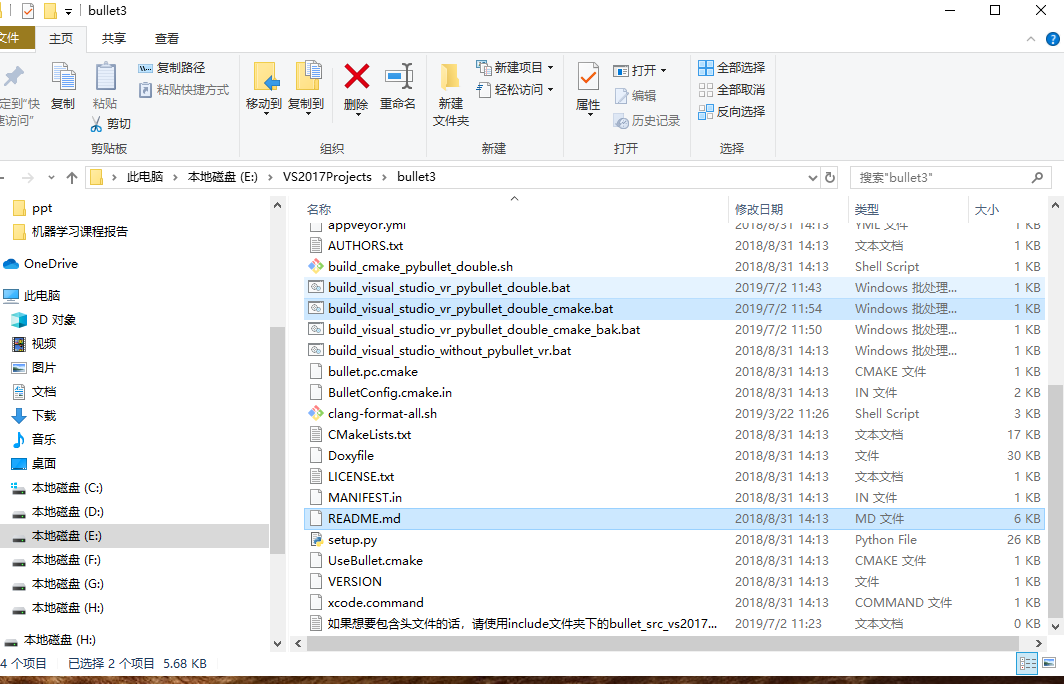 bullet3
文件 主页 共享 查看
复制 粘贴 复制路径 粘贴快捷方式 剪切
移动到 复制到 删除 重命名
新建 文件夹 新建项目 轻松访问
属性 打开 编辑 历史记录
全部选择 全部取消 反向选择
定到"快
速访问"
剪贴板 组织 新建 打开 选择
此电脑 本地磁盘 (E:) VS2017Projects bullet3
搜索"bullet3"
ppt
机器学习课程报告
OneDrive
此电脑
3D 对象
视频
图片
文档
下载
音乐
桌面
本地磁盘 (C:)
本地磁盘 (D:)
本地磁盘 (E:)
本地磁盘 (F:)
本地磁盘 (G:)
本地磁盘 (H:)
本地磁盘 (H:)
名称 修改日期 类型 大小
appveyor.yml 2018/8/31 14:13 YML 文件 1 KB
AUTHORS.txt 2018/8/31 14:13 文本文档 1 KB
build_cmake_pybullet_double.sh 2018/8/31 14:13 Shell Script 1 KB
build_visual_studio_vr_pybullet_double.bat 2019/7/2 11:43 Windows 批处理... 1 KB
build_visual_studio_vr_pybullet_double_cmake.bat 2019/7/2 11:54 Windows 批处理... 1 KB
build_visual_studio_vr_pybullet_double_cmake_bak.bat 2019/7/2 11:50 Windows 批处理... 1 KB
build_visual_studio_without_pybullet_vr.bat 2018/8/31 14:13 Windows 批处理... 1 KB
bullet.pc.cmake 2018/8/31 14:13 CMAKE 文件 1 KB
BulletConfig.cmake.in 2018/8/31 14:13 IN 文件 2 KB
clang-format-all.sh 2019/3/22 11:26 Shell Script 3 KB
CMakeLists.txt 2018/8/31 14:13 文本文档 17 KB
Doxyfile 2018/8/31 14:13 文件 30 KB
LICENSE.txt 2018/8/31 14:13 文本文档 1 KB
MANIFEST.in 2018/8/31 14:13 IN 文件 1 KB
README.md 2018/8/31 14:13 MD 文件 6 KB
setup.py 2018/8/31 14:13 Python File 26 KB
UseBullet.cmake 2018/8/31 14:13 CMAKE 文件 1 KB
VERSION 2018/8/31 14:13 文件 1 KB
xcode.command 2018/8/31 14:13 COMMAND 文件 1 KB
如果想要包含头文件的话，请使用include文件夹下的bullet_src_vs2017... 2019/7/2 11:23 文本文档 0 KB
4 个项目 已选择 2 个项目 5.68 KB